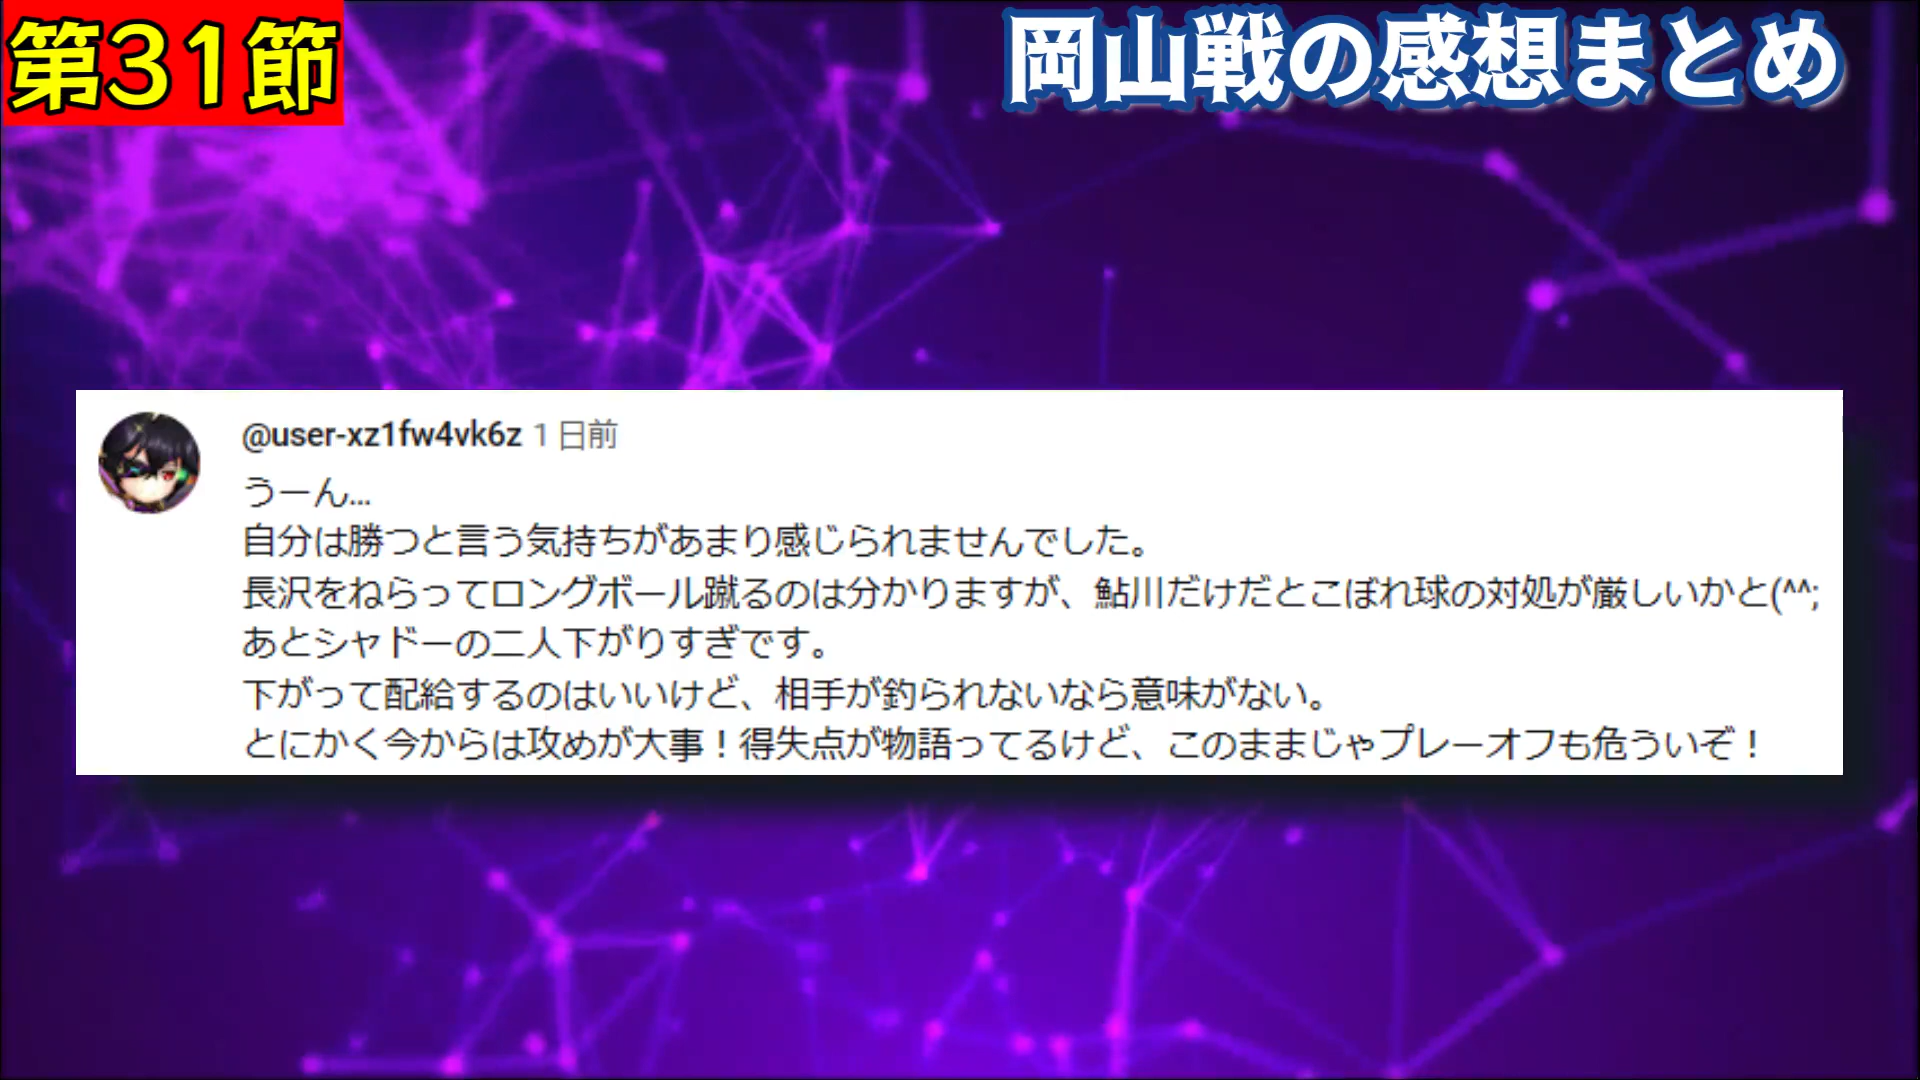 第31節
岡山戦の感想まとめ
@user-xz1fw4vk6z 1 日前
うーん...
自分は勝つと言う気持ちがあまり感じられませんでした。
長沢をねらってロングボール蹴るのは分かりますが、鮎川だけだとこぼれ球の対処が厳しいかと(^^;
あとシャドーの二人下がりすぎです。
下がって配給するのはいいけど、相手が釣られないなら意味がない。
とにかく今からは攻めが大事！得失点が物語ってるけど、このままじゃプレーオフも危ういぞ！